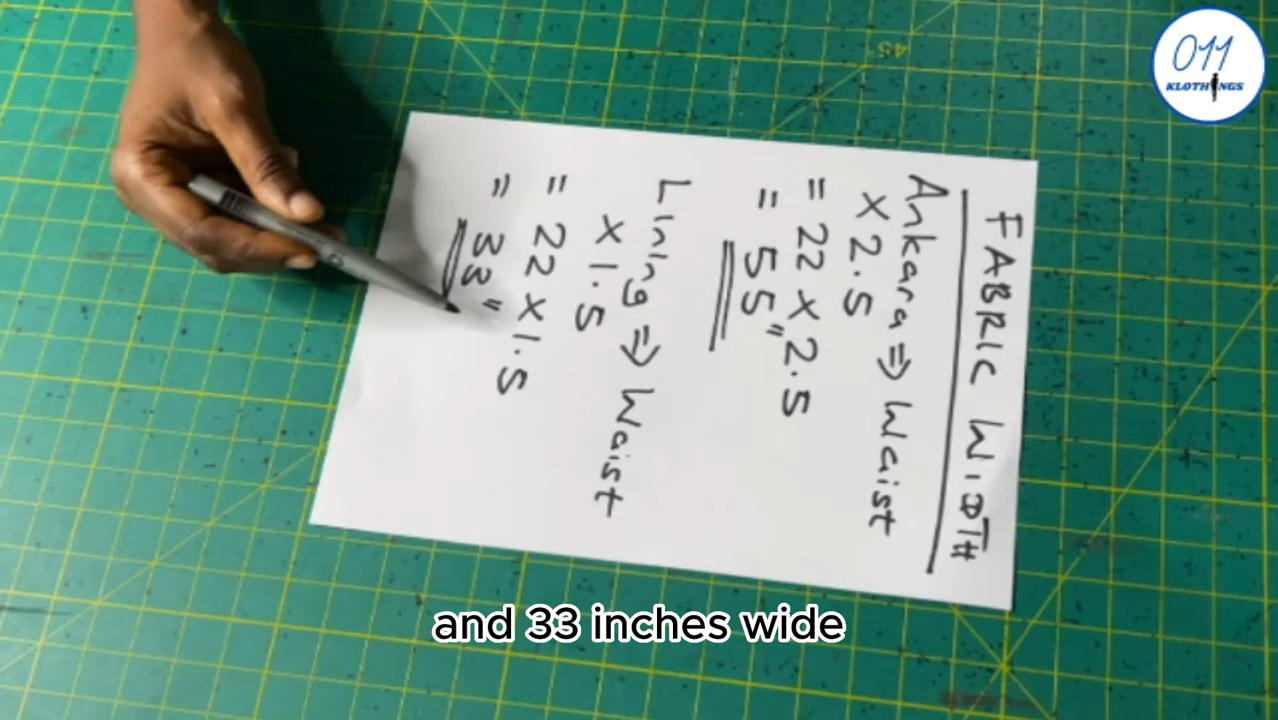 FABRIC WIDTH
Ankara => Waist
X 2.5
= 22 X 2.5
= 55"
Lining => Waist
X 1.5
= 22 X 1.5
= 33"
and 33 inches wide
011
KLOTHINGS
45